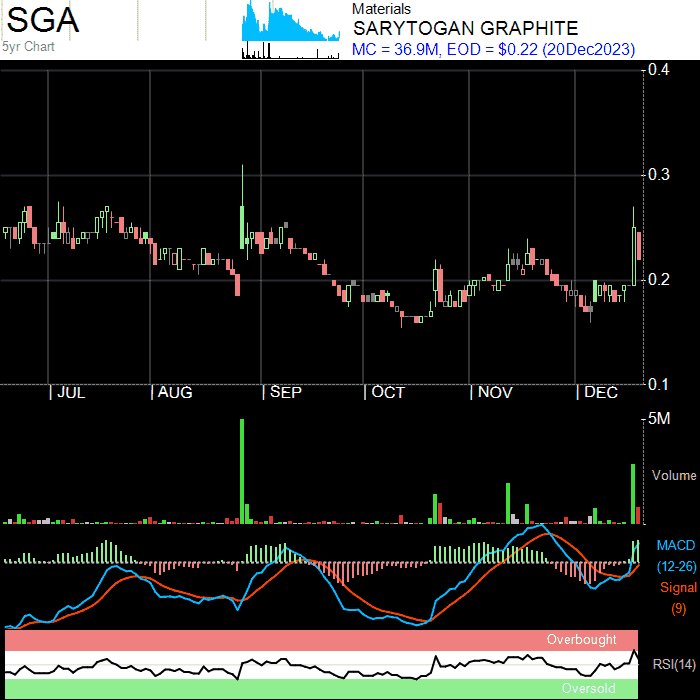 SGA
5yr Chart
Materials
SARYTOGAN GRAPHITE
MC = 36.9M, EOD = $0.22 (20Dec2023)
0.4
0.3
0.2
0.1
JUL AUG SEP OCT NOV DEC
5M
Volume
MACD
(12-26)
Signal
(9)
Overbought
RSI(14)
Oversold